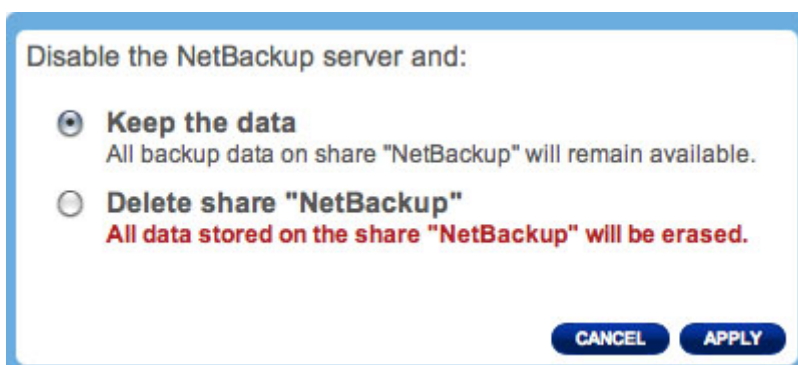 Disable the NetBackup server and:
Keep the data
All backup data on share "NetBackup" will remain available.
Delete share "NetBackup"
All data stored on the share "NetBackup" will be erased.
CANCEL APPLY